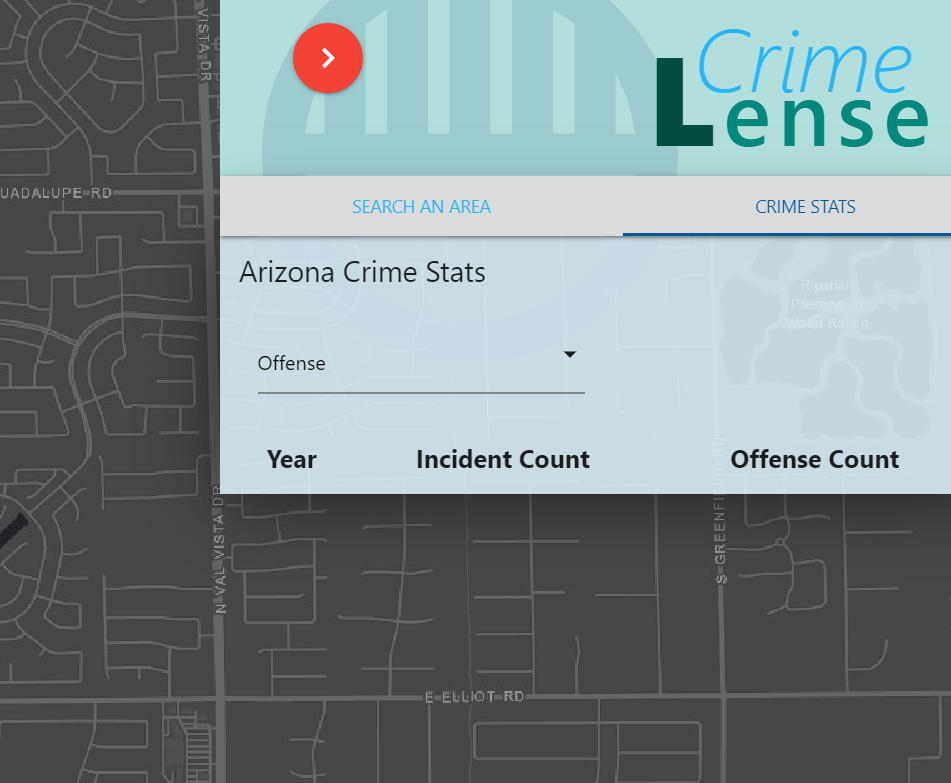 VISTA DR
Crime
Lense
UADALUPE RD
SEARCH AN AREA
CRIME STATS
Arizona Crime Stats
Riparian
Preserve at
Water Ranch
Offense
Year
Incident Count
Offense Count
N VAL VISTA DR
S GREENFIELD RD
E ELLIOT RD